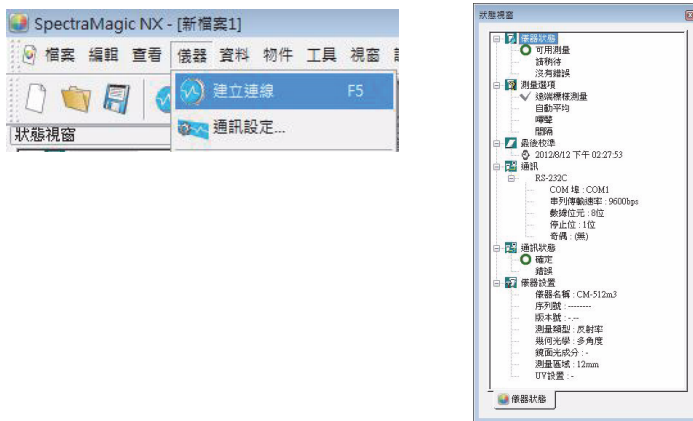 SpectraMagic NX - [新檔案1]
檔案 編輯 查看 儀器 資料 物件 工具 視窗
建立連線 F5
通訊設定...
狀態視窗
狀態視窗
儀器狀態
可用測量
請稍待
沒有錯誤
測量選項
遠端標樣測量
自動平均
嗶聲
間隔
最後校準
2012/8/12 下午 02:27:53
通訊
RS-232C
COM 埠 : COM1
串列傳輸速率 : 9600bps
數據位元 : 8位
停止位 : 1位
奇偶 : (無)
通訊狀態
確定
錯誤
儀器設置
儀器名稱 : CM-512m3
序列號 : --------
版本號 : -.--
測量類型 : 反射率
幾何光學 : 多角度
鏡面光成分 : -
測量區域 : 12mm
UV設置 : -
儀器狀態